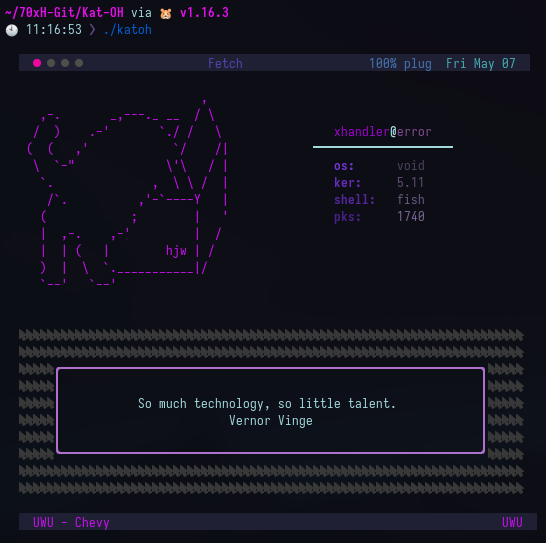 ~/70xH-Git/Kat-OH via 🐹 v1.16.3
🕙 11:16:53 ❯ ./katoh
Fetch 100% plug Fri May 07
xhandler@error
os: void
ker: 5.11
shell: fish
pks: 1740
hjw
So much technology, so little talent.
Vernor Vinge
UWU - Chevy UWU